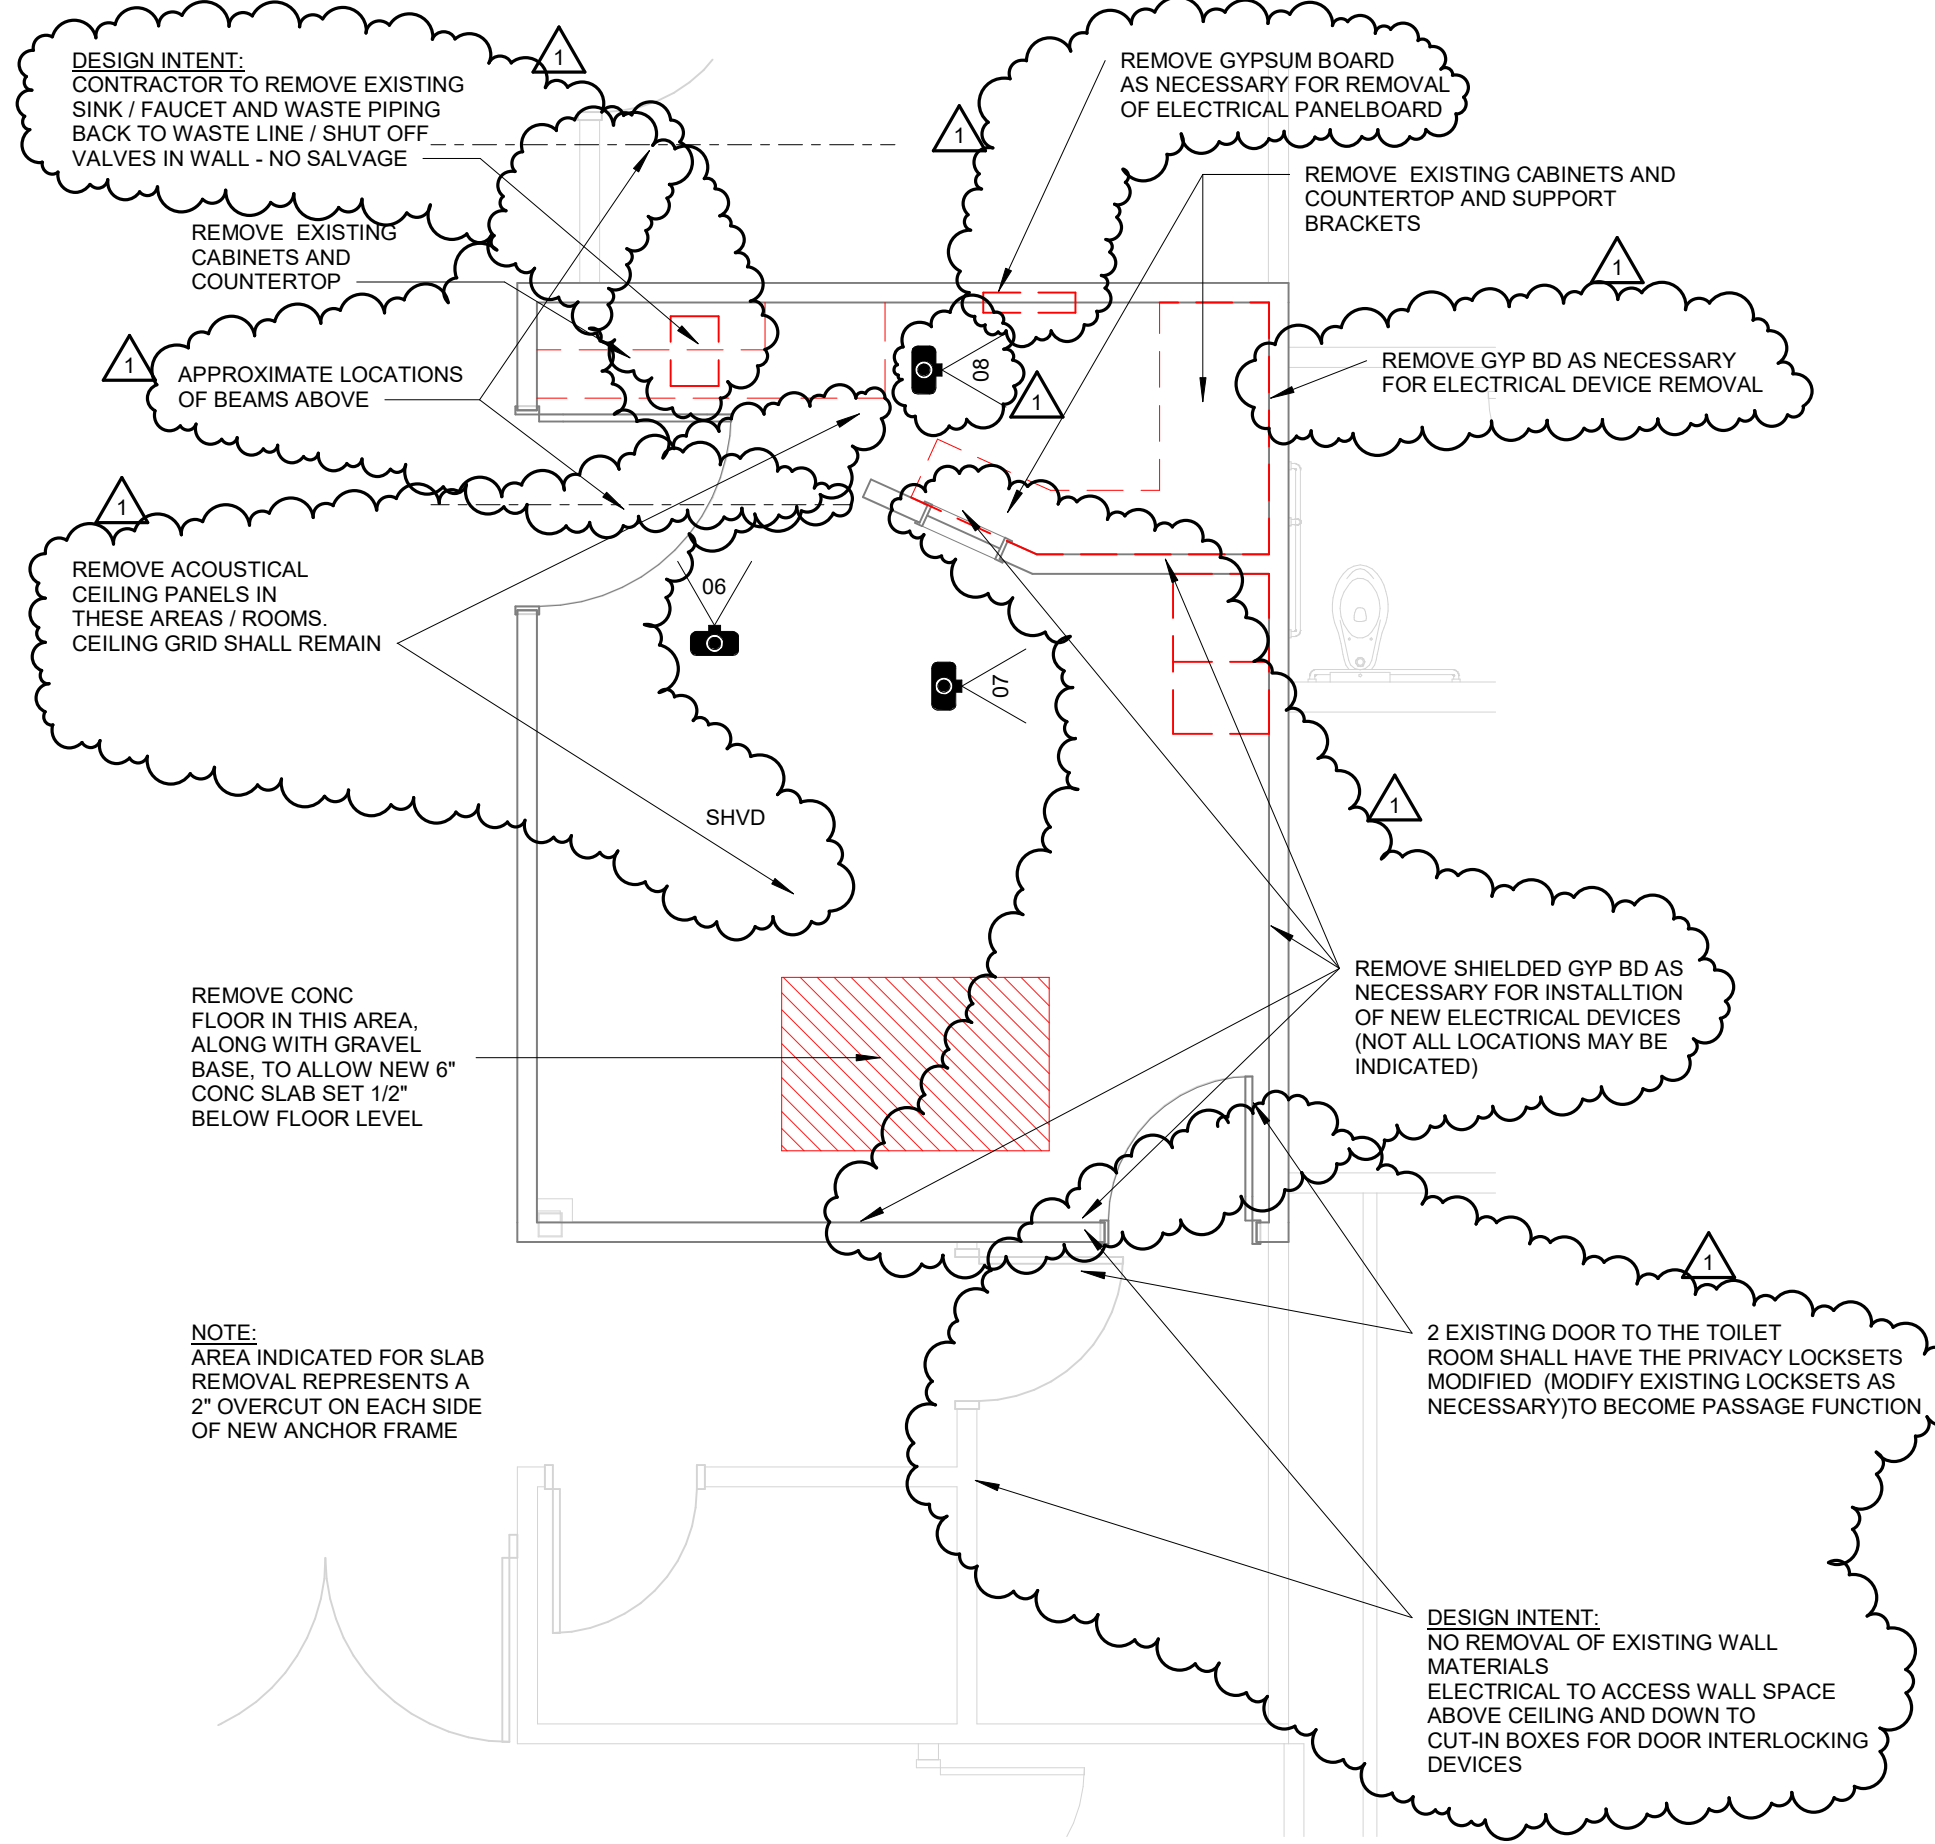 DESIGN INTENT:
CONTRACTOR TO REMOVE EXISTING
SINK / FAUCET AND WASTE PIPING
BACK TO WASTE LINE / SHUT OFF
VALVES IN WALL - NO SALVAGE
1
REMOVE GYPSUM BOARD
AS NECESSARY FOR REMOVAL
OF ELECTRICAL PANELBOARD
1
REMOVE EXISTING CABINETS AND
COUNTERTOP AND SUPPORT
BRACKETS
REMOVE EXISTING
CABINETS AND
COUNTERTOP
1
REMOVE GYP BD AS NECESSARY
FOR ELECTRICAL DEVICE REMOVAL
1
APPROXIMATE LOCATIONS
OF BEAMS ABOVE
08
1
1
REMOVE ACOUSTICAL
CEILING PANELS IN
THESE AREAS / ROOMS.
CEILING GRID SHALL REMAIN
06
07
1
SHVD
REMOVE CONC
FLOOR IN THIS AREA,
ALONG WITH GRAVEL
BASE, TO ALLOW NEW 6"
CONC SLAB SET 1/2"
BELOW FLOOR LEVEL
REMOVE SHIELDED GYP BD AS
NECESSARY FOR INSTALLTION
OF NEW ELECTRICAL DEVICES
(NOT ALL LOCATIONS MAY BE
INDICATED)
1
NOTE:
AREA INDICATED FOR SLAB
REMOVAL REPRESENTS A
2" OVERCUT ON EACH SIDE
OF NEW ANCHOR FRAME
2 EXISTING DOOR TO THE TOILET
ROOM SHALL HAVE THE PRIVACY LOCKSETS
MODIFIED (MODIFY EXISTING LOCKSETS AS
NECESSARY)TO BECOME PASSAGE FUNCTION
DESIGN INTENT:
NO REMOVAL OF EXISTING WALL
MATERIALS
ELECTRICAL TO ACCESS WALL SPACE
ABOVE CEILING AND DOWN TO
CUT-IN BOXES FOR DOOR INTERLOCKING
DEVICES